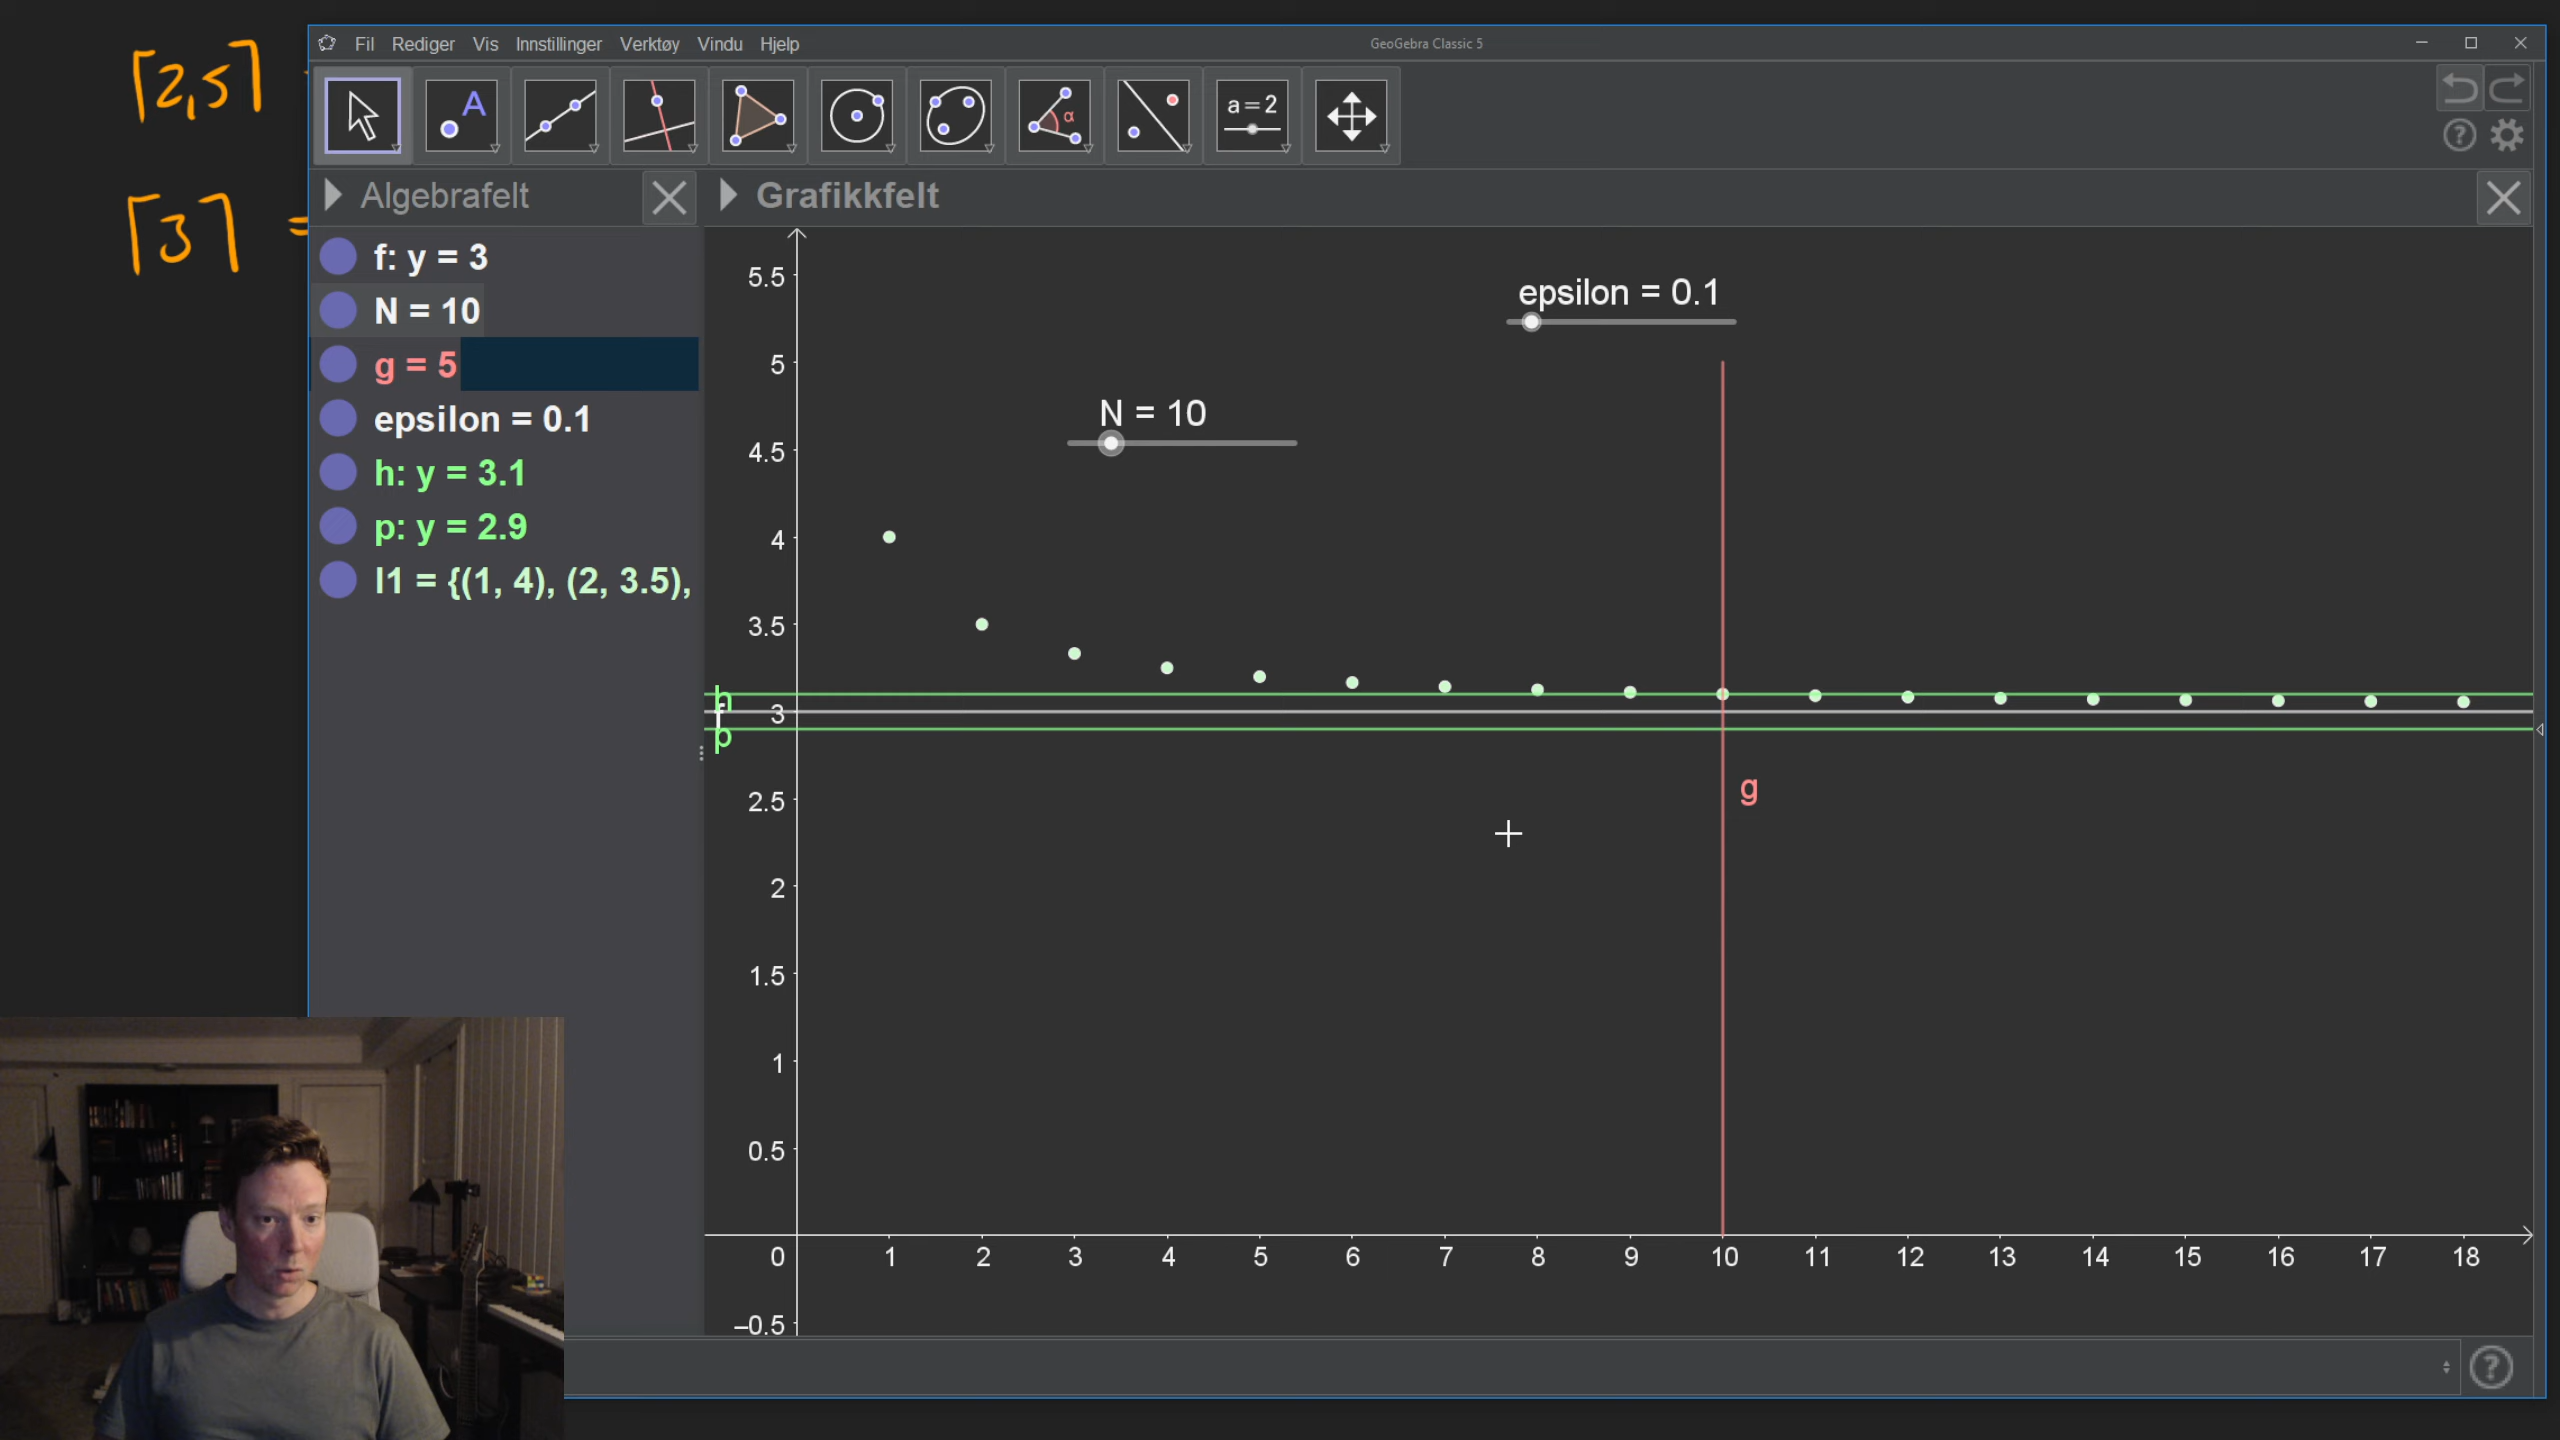 ⌈2,5⌉
⌈3⌉ =
Fil Rediger Vis Innstillinger Verktøy Vindu Hjelp
GeoGebra Classic 5
A
α
a = 2
Algebrafelt
Grafikkfelt
f: y = 3
N = 10
g = 5
epsilon = 0.1
h: y = 3.1
p: y = 2.9
l1 = {(1, 4), (2, 3.5),
epsilon = 0.1
N = 10
5.5
5
4.5
4
3.5
h
f
3
p
2.5
g
2
1.5
1
0.5
0 1 2 3 4 5 6 7 8 9 10 11 12 13 14 15 16 17 18
–0.5